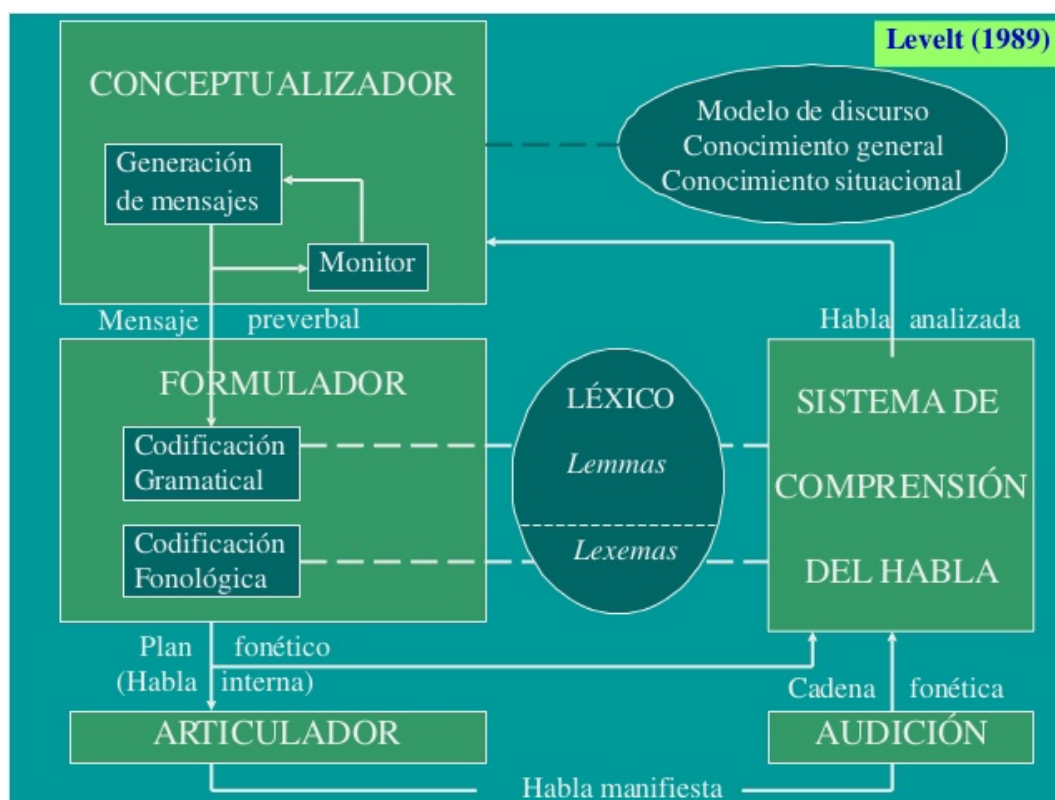 Levelt (1989)
CONCEPTUALIZADOR
Generación
de mensajes
Monitor
Modelo de discurso
Conocimiento general
Conocimiento situacional
Mensaje preverbal
Habla analizada
FORMULADOR
Codificación
Gramatical
Codificación
Fonológica
LÉXICO
Lemmas
Lexemas
SISTEMA DE
COMPRENSIÓN
DEL HABLA
Plan fonético
(Habla interna)
Cadena fonética
ARTICULADOR
AUDICIÓN
Habla manifiesta